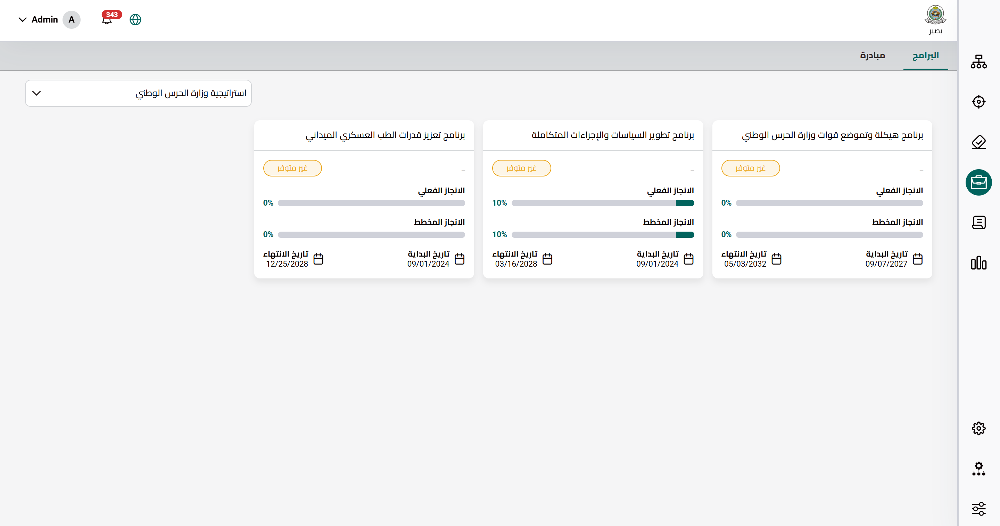 بصير
343
A
Admin
البرامج
مبادرة
استراتيجية وزارة الحرس الوطني
برنامج هيكلة وتموضع قوات وزارة الحرس الوطني
–
غير متوفر
الانجاز الفعلي
0%
الانجاز المخطط
0%
تاريخ البداية
09/07/2027
تاريخ الانتهاء
05/03/2032
برنامج تطوير السياسات والإجراءات المتكاملة
–
غير متوفر
الانجاز الفعلي
10%
الانجاز المخطط
10%
تاريخ البداية
09/01/2024
تاريخ الانتهاء
03/16/2028
برنامج تعزيز قدرات الطب العسكري الميداني
–
غير متوفر
الانجاز الفعلي
0%
الانجاز المخطط
0%
تاريخ البداية
09/01/2024
تاريخ الانتهاء
12/25/2028